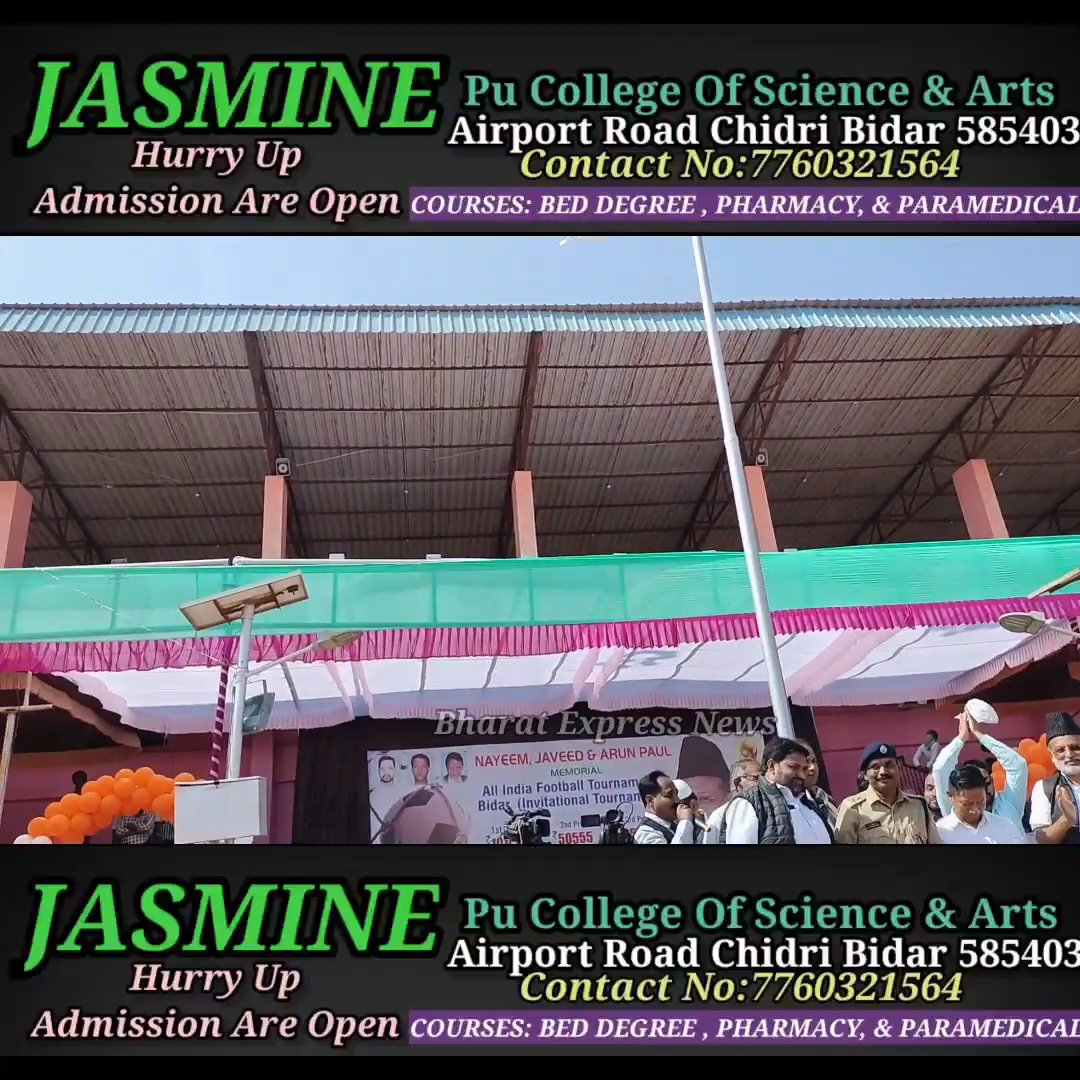 JASMINE
Pu College Of Science & Arts
Airport Road Chidri Bidar 585403
Hurry Up
Contact No:7760321564
Admission Are Open
COURSES: BED DEGREE , PHARMACY, & PARAMEDICAL
Bharat Express News
NAYEEM, JAVEED & ARUN PAUL
MEMORIAL
All India Football
Bidar (Invitational
1st
2nd
₹50555
JASMINE
Pu College Of Science & Arts
Airport Road Chidri Bidar 585403
Hurry Up
Contact No:7760321564
Admission Are Open
COURSES: BED DEGREE , PHARMACY, & PARAMEDICAL